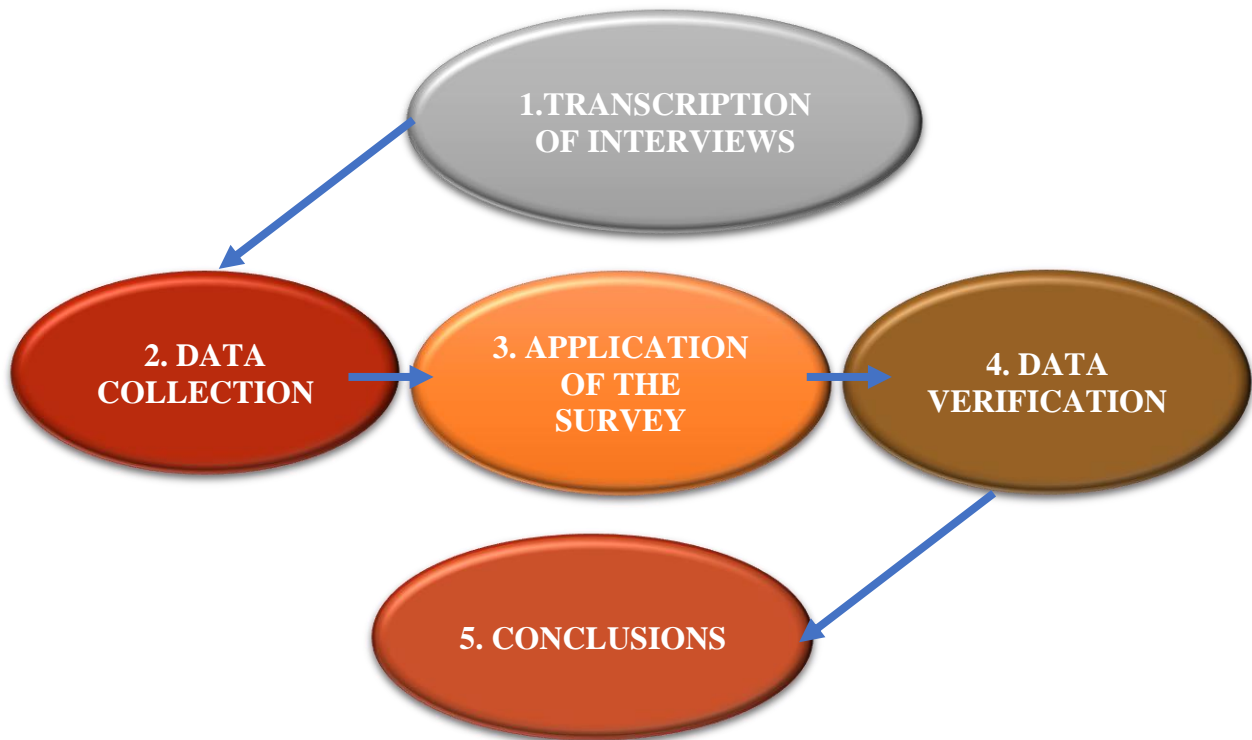 1.TRANSCRIPTION
OF INTERVIEWS
2. DATA
COLLECTION
3. APPLICATION
OF THE
SURVEY
4. DATA
VERIFICATION
5. CONCLUSIONS